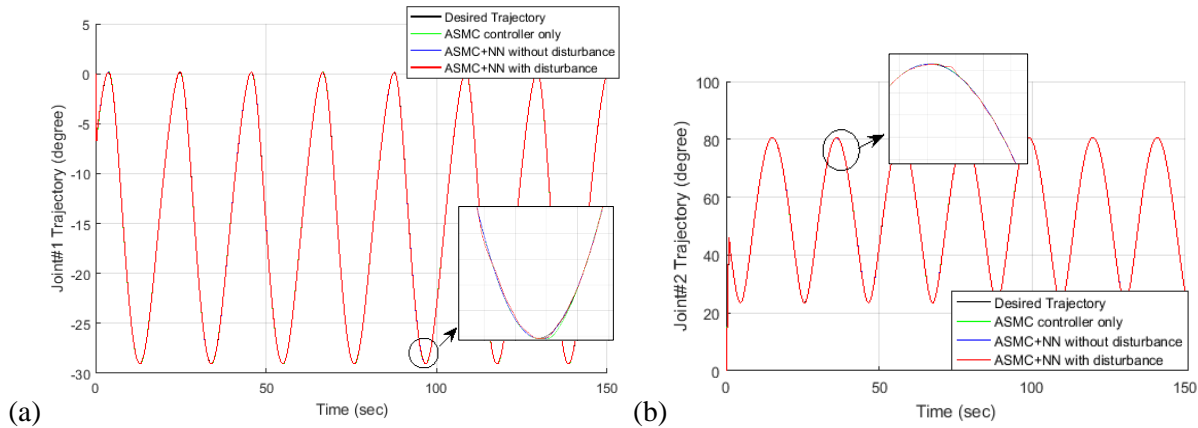 Desired Trajectory
ASMC controller only
ASMC+NN without disturbance
ASMC+NN with disturbance
5
0
-5
-10
-15
-20
-25
-30
Joint#1 Trajectory (degree)
0
50
100
150
Time (sec)
(a)
100
80
60
40
20
0
Joint#2 Trajectory (degree)
Desired Trajectory
ASMC controller only
ASMC+NN without disturbance
ASMC+NN with disturbance
0
50
100
150
Time (sec)
(b)